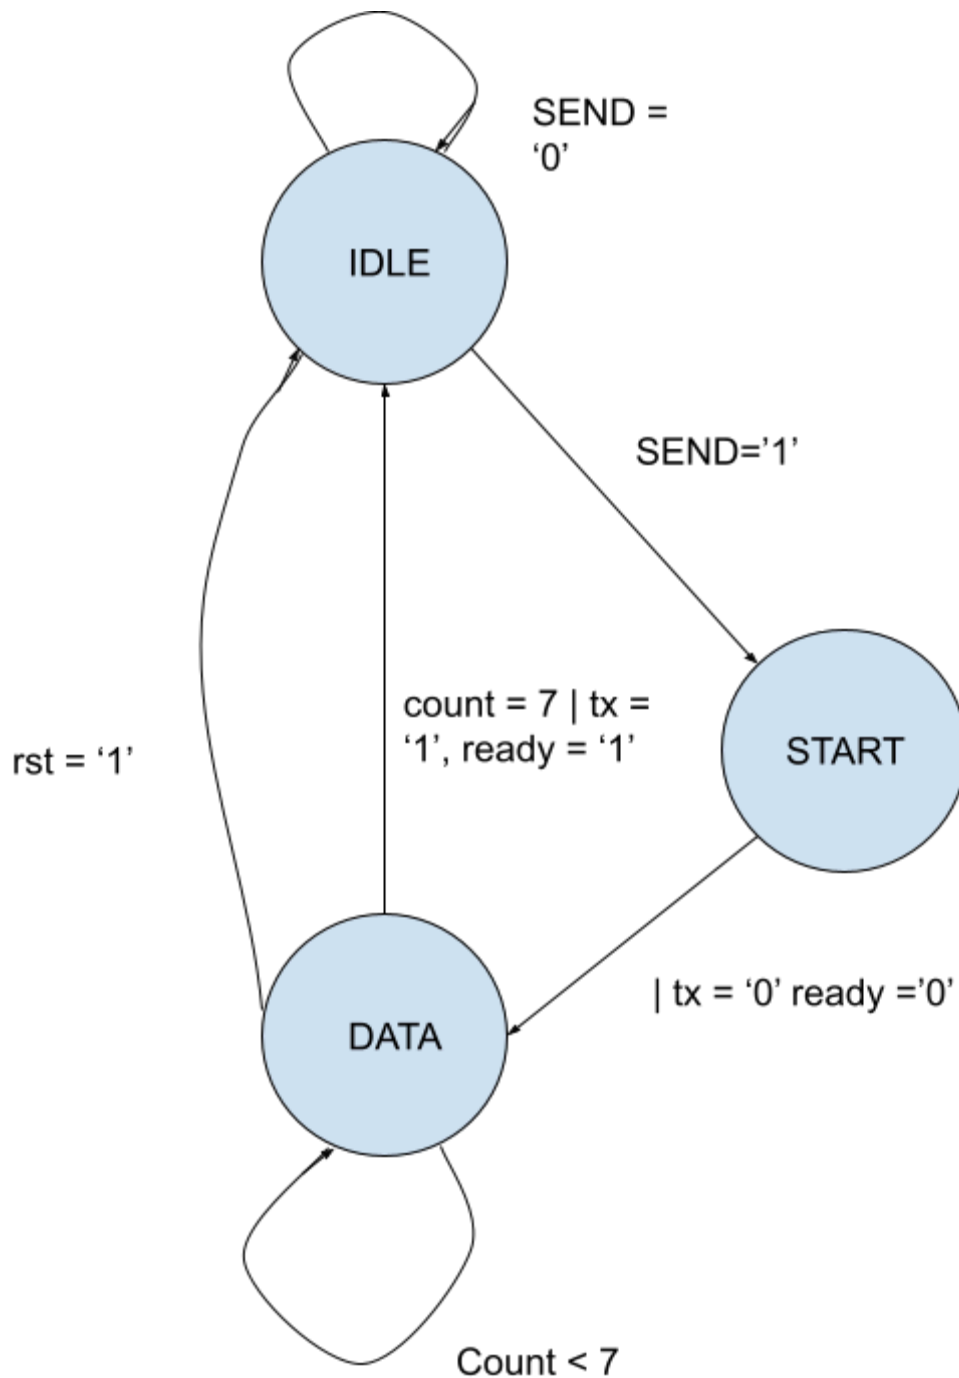 SEND =
‘0’
IDLE
SEND=’1’
count = 7 | tx =
‘1’, ready = ‘1’
rst = ‘1’
START
| tx = ‘0’ ready =’0’
DATA
Count < 7